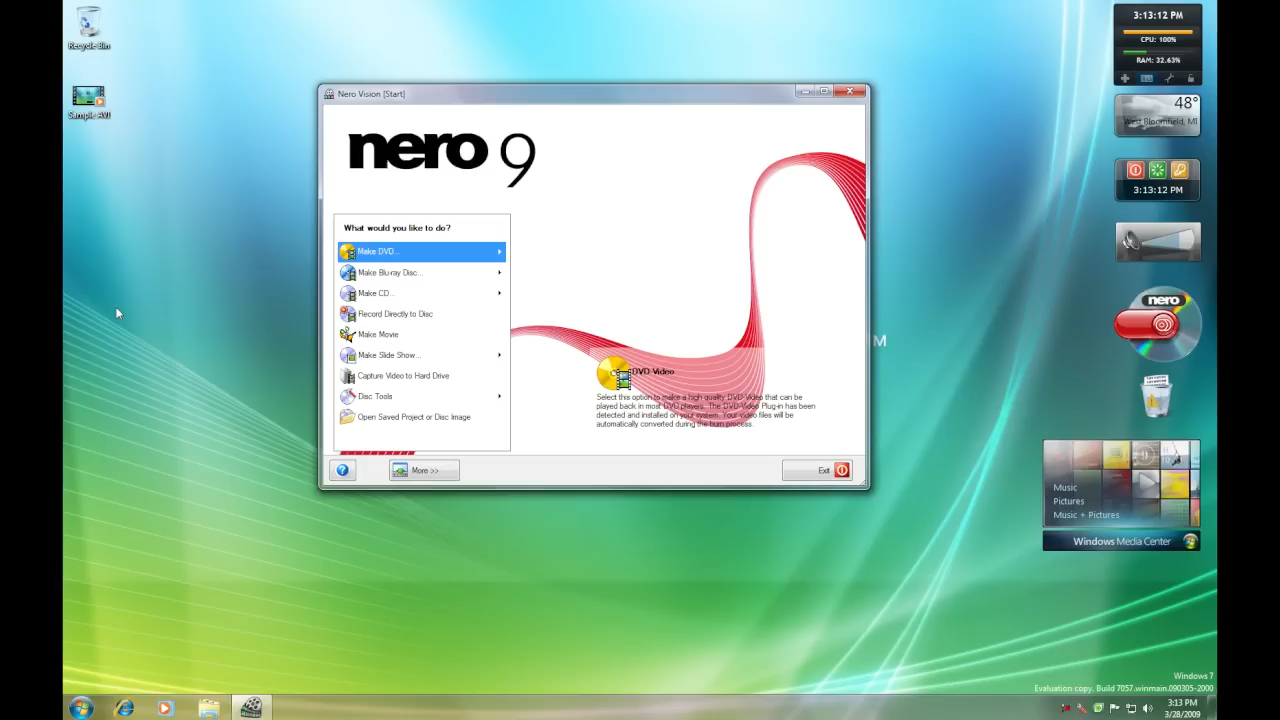 Recycle Bin
Sample AVI
Nero Vision [Start]
nero 9
What would you like to do?
Make DVD...
Make Blu-ray Disc...
Make CD...
Record Directly to Disc
Make Movie
Make Slide Show...
Capture Video to Hard Drive
Disc Tools
Open Saved Project or Disc Image
DVD Video
Select this option to make a high quality DVD-Video that can be
played back in most DVD players. The DVD-Video Plug-in has been
detected and installed on your system. Your video files will be
automatically converted during the burn process.
?
More >>
Exit
M
3:13:12 PM
CPU: 100%
RAM: 32.63%
48°
West Bloomfield, MI
3:13:12 PM
nero
Music
Pictures
Music + Pictures
Windows Media Center
Windows 7
Evaluation copy. Build 7057.winmain.090305-2000
3:13 PM
3/28/2009